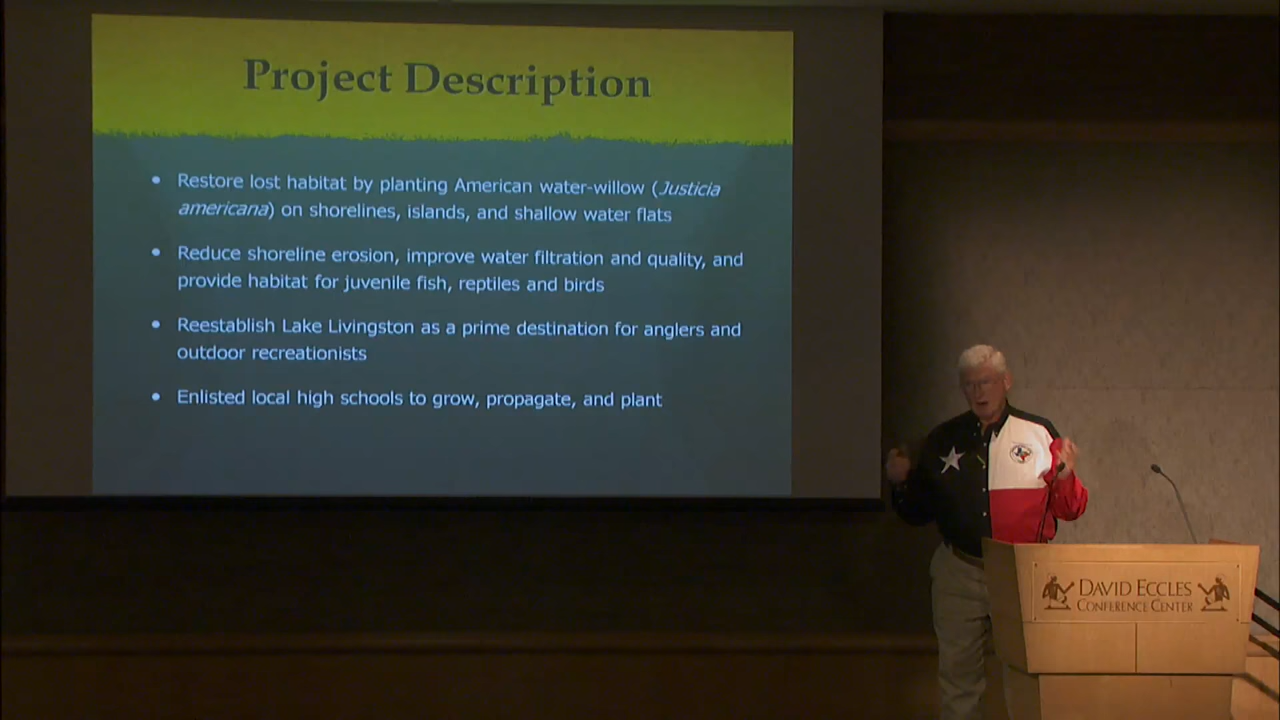 Project Description
• Restore lost habitat by planting American water-willow (Justicia
americana) on shorelines, islands, and shallow water flats
• Reduce shoreline erosion, improve water filtration and quality, and
provide habitat for juvenile fish, reptiles and birds
• Reestablish Lake Livingston as a prime destination for anglers and
outdoor recreationists
• Enlisted local high schools to grow, propagate, and plant
DAVID ECCLES
CONFERENCE CENTER